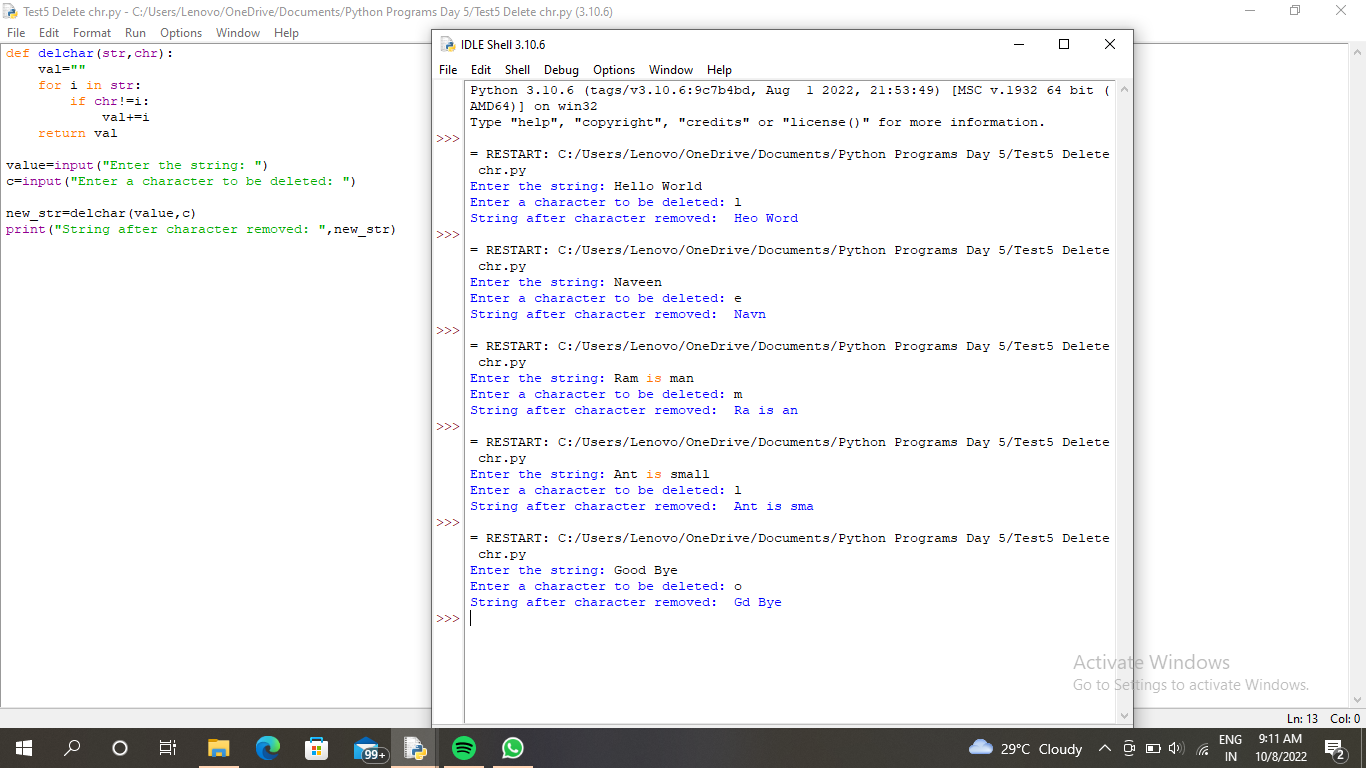 Test5 Delete chr.py - C:/Users/Lenovo/OneDrive/Documents/Python Programs Day 5/Test5 Delete chr.py (3.10.6)
File Edit Format Run Options Window Help
def delchar(str,chr):
    val=""
    for i in str:
        if chr!=i:
            val+=i
    return val
value=input("Enter the string: ")
c=input("Enter a character to be deleted: ")
new_str=delchar(value,c)
print("String after character removed: ",new_str)
IDLE Shell 3.10.6
File Edit Shell Debug Options Window Help
Python 3.10.6 (tags/v3.10.6:9c7b4bd, Aug  1 2022, 21:53:49) [MSC v.1932 64 bit (
AMD64)] on win32
Type "help", "copyright", "credits" or "license()" for more information.
>>>
= RESTART: C:/Users/Lenovo/OneDrive/Documents/Python Programs Day 5/Test5 Delete
 chr.py
Enter the string: Hello World
Enter a character to be deleted: l
String after character removed:  Heo Word
>>>
= RESTART: C:/Users/Lenovo/OneDrive/Documents/Python Programs Day 5/Test5 Delete
 chr.py
Enter the string: Naveen
Enter a character to be deleted: e
String after character removed:  Navn
>>>
= RESTART: C:/Users/Lenovo/OneDrive/Documents/Python Programs Day 5/Test5 Delete
 chr.py
Enter the string: Ram is man
Enter a character to be deleted: m
String after character removed:  Ra is an
>>>
= RESTART: C:/Users/Lenovo/OneDrive/Documents/Python Programs Day 5/Test5 Delete
 chr.py
Enter the string: Ant is small
Enter a character to be deleted: l
String after character removed:  Ant is sma
>>>
= RESTART: C:/Users/Lenovo/OneDrive/Documents/Python Programs Day 5/Test5 Delete
 chr.py
Enter the string: Good Bye
Enter a character to be deleted: o
String after character removed:  Gd Bye
>>>
Activate Windows
Go to Settings to activate Windows.
Ln: 13 Col: 0
99+
29°C Cloudy
ENG
IN
9:11 AM
10/8/2022
2